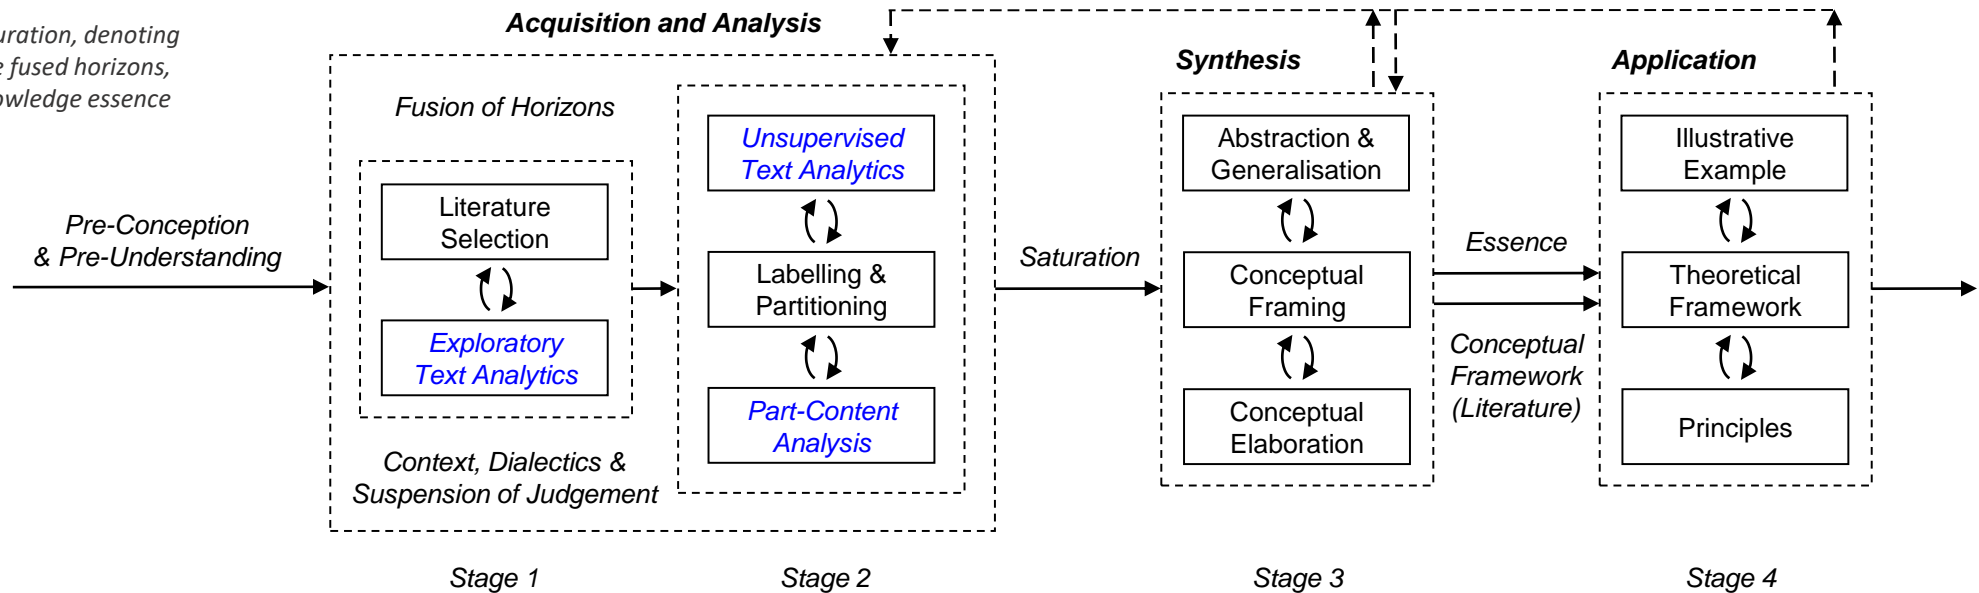 uration, denoting
e fused horizons,
owledge essence
Acquisition and Analysis
Synthesis
Application
Fusion of Horizons
Pre-Conception
& Pre-Understanding
Literature
Selection
Exploratory
Text Analytics
Context, Dialectics &
Suspension of Judgement
Unsupervised
Text Analytics
Labelling &
Partitioning
Part-Content
Analysis
Saturation
Abstraction &
Generalisation
Conceptual
Framing
Conceptual
Elaboration
Essence
Conceptual
Framework
(Literature)
Illustrative
Example
Theoretical
Framework
Principles
Stage 1
Stage 2
Stage 3
Stage 4